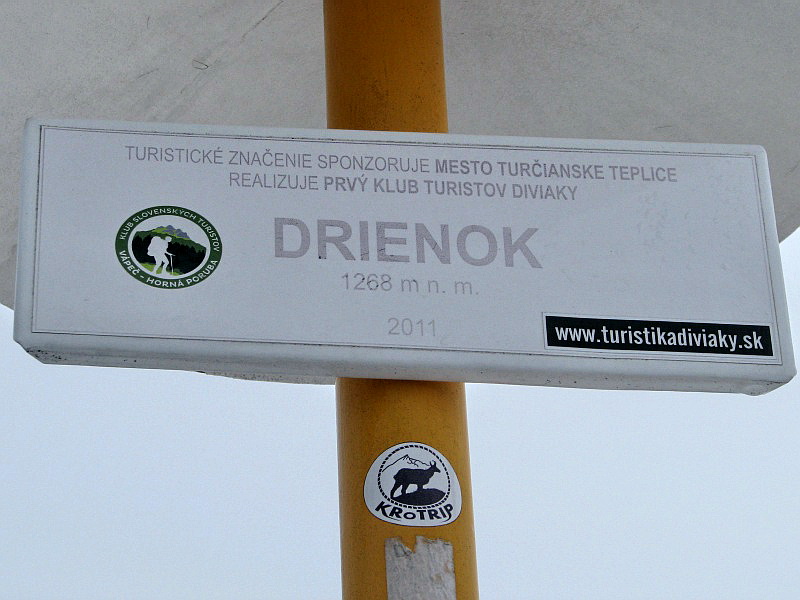 TURISTICKÉ ZNAČENIE SPONZORUJE MESTO TURČIANSKE TEPLICE
REALIZUJE PRVÝ KLUB TURISTOV DIVIAKY
KLUB SLOVENSKÝCH TURISTOV
VÁPEČ - HORNÁ PORUBA
DRIENOK
1268 m n. m.
2011
www.turistikadiviaky.sk
KROTRIP